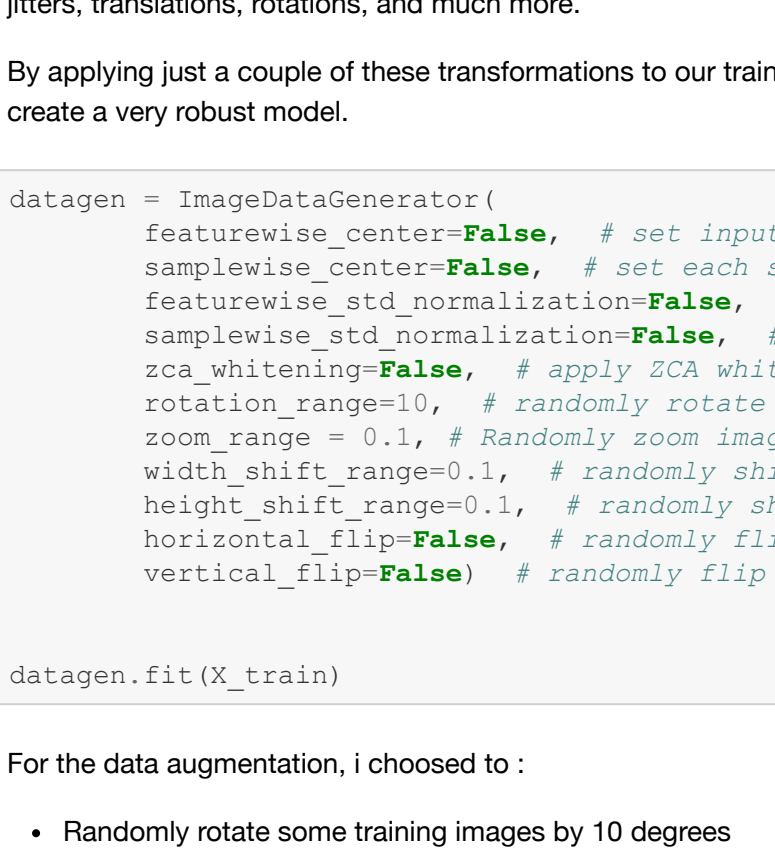 jitters, translations, rotations, and much more.
By applying just a couple of these transformations to our train
create a very robust model.
datagen = ImageDataGenerator(
        featurewise_center=False,  # set input
        samplewise_center=False,  # set each s
        featurewise_std_normalization=False,
        samplewise_std_normalization=False,  #
        zca_whitening=False,  # apply ZCA whit
        rotation_range=10,  # randomly rotate
        zoom_range = 0.1, # Randomly zoom imag
        width_shift_range=0.1,  # randomly shi
        height_shift_range=0.1,  # randomly sh
        horizontal_flip=False,  # randomly fli
        vertical_flip=False)  # randomly flip
datagen.fit(X_train)
For the data augmentation, i choosed to :
• Randomly rotate some training images by 10 degrees